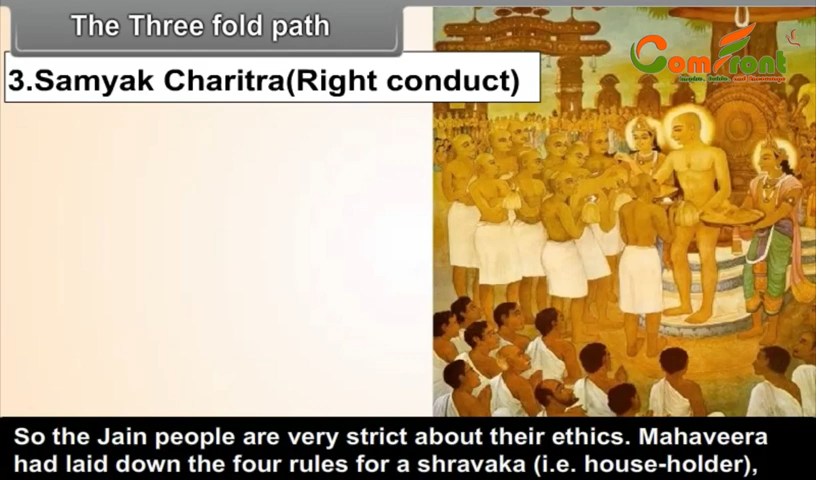 The Three fold path
3.Samyak Charitra(Right conduct)
Comfront
So the Jain people are very strict about their ethics. Mahaveera
had laid down the four rules for a shravaka (i.e. house-holder),